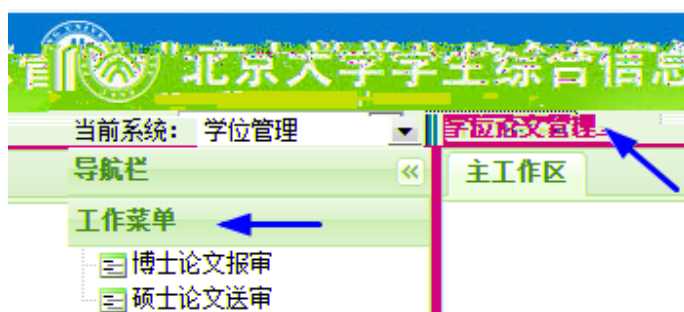 北京大学学生综合信息
当前系统： 学位管理
学位论文管理
导航栏
主工作区
工作菜单
博士论文报审
硕士论文送审